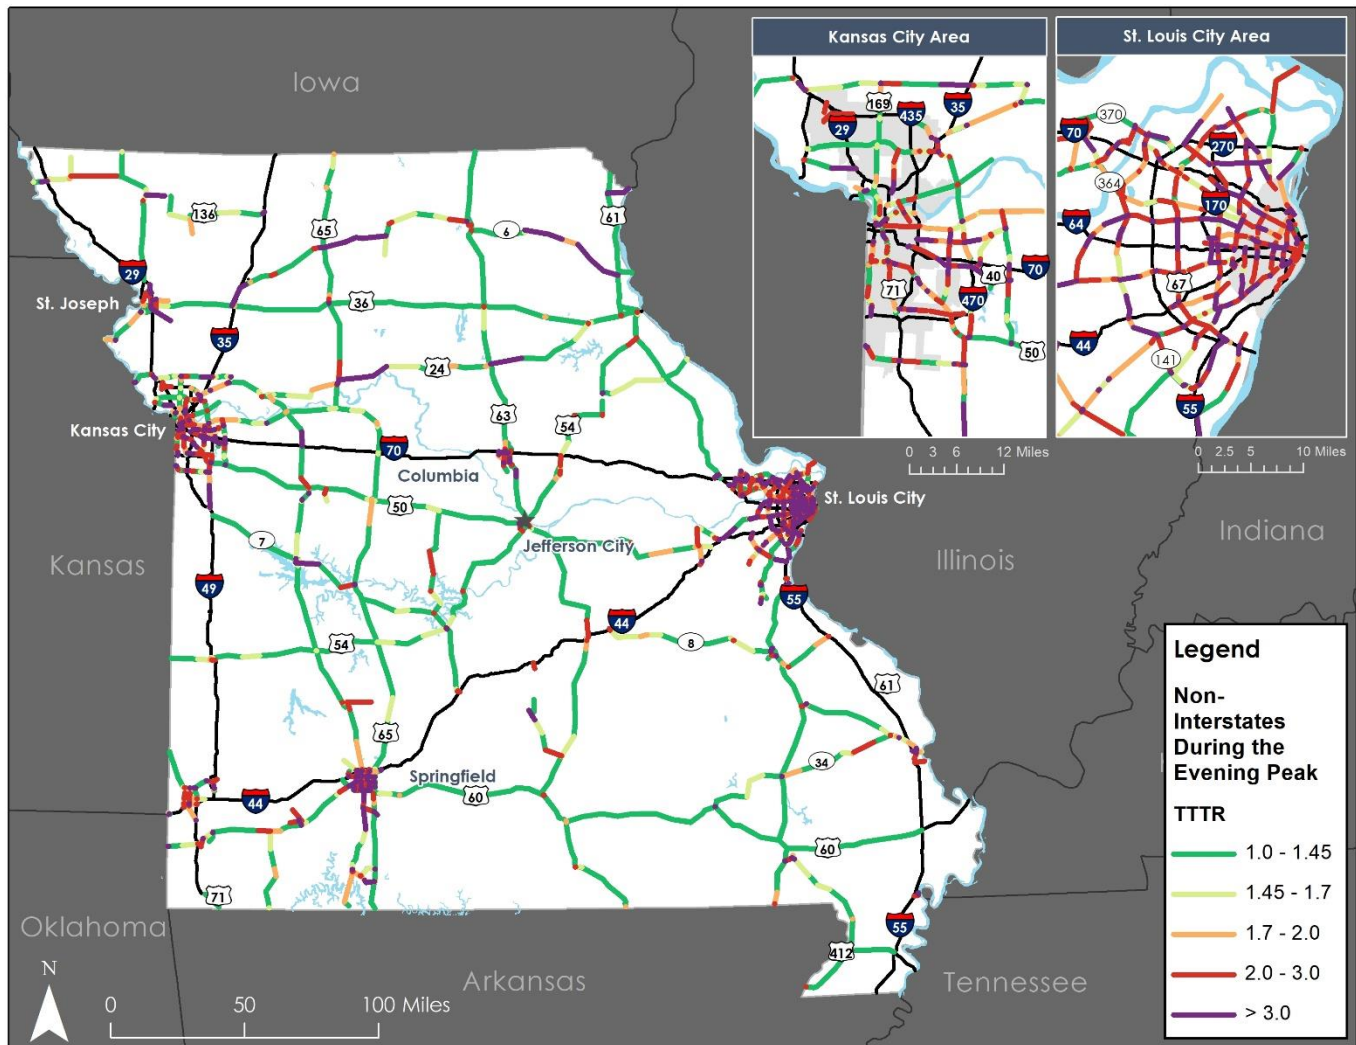 Iowa
Kansas City Area
St. Louis City Area
169
435
35
29
71
40
70
470
50
0 3 6 12 Miles
370
70
270
364
170
64
67
44
141
55
0 2.5 5 10 Miles
136
65
6
61
29
St. Joseph
36
35
24
63
54
Kansas City
70
Columbia
50
St. Louis City
Jefferson City
7
Kansas
Illinois
Indiana
49
55
44
54
8
61
65
34
Springfield
60
44
60
71
55
412
Oklahoma
Arkansas
Tennessee
N
0 50 100 Miles
Legend
Non-
Interstates
During the
Evening Peak
TTTR
1.0 - 1.45
1.45 - 1.7
1.7 - 2.0
2.0 - 3.0
> 3.0